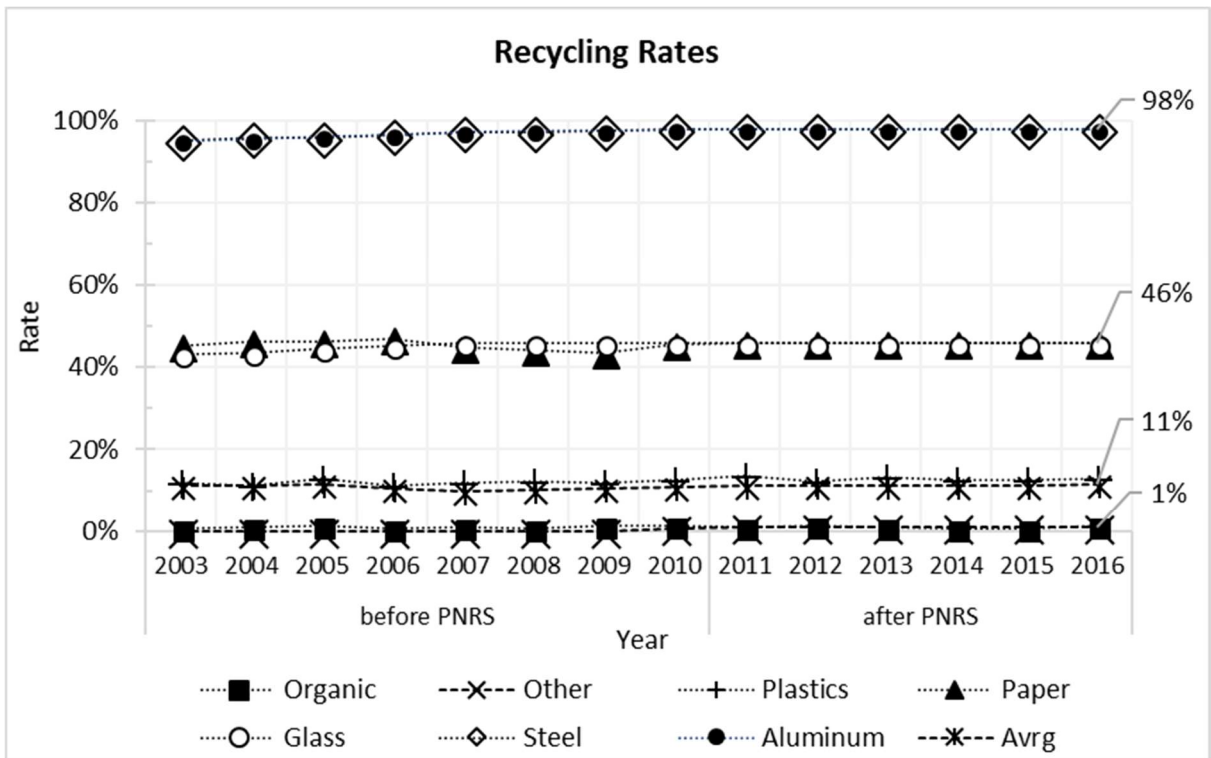 Recycling Rates
98%
100%
80%
60%
46%
Rate
40%
20%
11%
1%
0%
2003 2004 2005 2006 2007 2008 2009 2010 2011 2012 2013 2014 2015 2016
before PNRS after PNRS
Year
Organic Other Plastics Paper
Glass Steel Aluminum Avrg